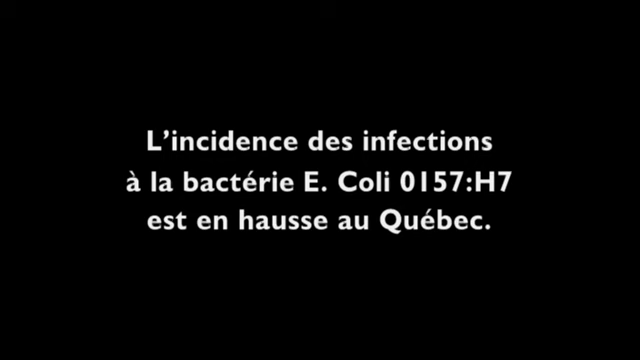 L’incidence des infections
à la bactérie E. Coli 0157:H7
est en hausse au Québec.